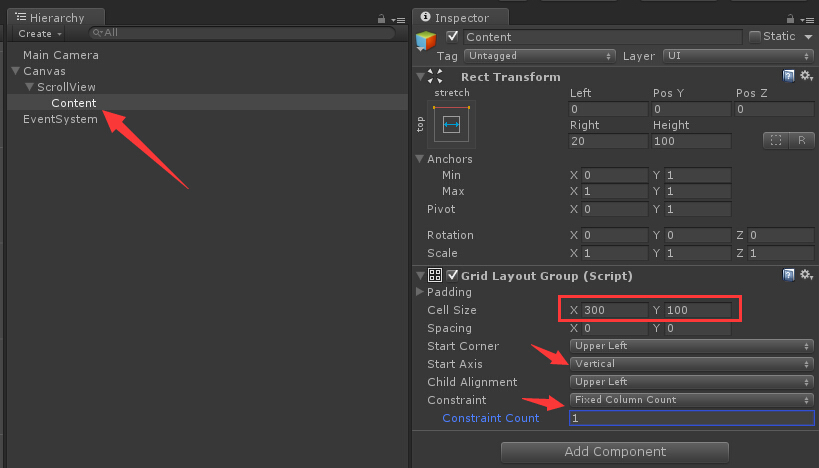 Hierarchy
Create All
Main Camera
Canvas
ScrollView
Content
EventSystem
Inspector
Content Static
Tag Untagged Layer UI
Rect Transform
stretch Left Pos Y Pos Z
0 0 0
top Right Height
20 100 R
Anchors
Min X 0 Y 1
Max X 1 Y 1
Pivot X 0 Y 1
Rotation X 0 Y 0 Z 0
Scale X 1 Y 1 Z 1
Grid Layout Group (Script)
Padding
Cell Size X 300 Y 100
Spacing X 0 Y 0
Start Corner Upper Left
Start Axis Vertical
Child Alignment Upper Left
Constraint Fixed Column Count
Constraint Count 1
Add Component